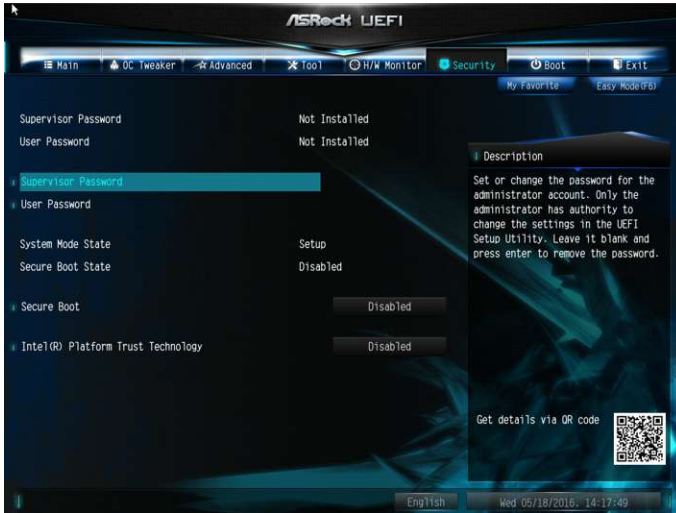 ASRock UEFI
Main OC Tweaker Advanced Tool H/W Monitor Security Boot Exit
My Favorite Easy Mode(F6)
Supervisor Password Not Installed
User Password Not Installed
Supervisor Password
User Password
System Mode State Setup
Secure Boot State Disabled
Secure Boot Disabled
Intel(R) Platform Trust Technology Disabled
Description
Set or change the password for the
administrator account. Only the
administrator has authority to
change the settings in the UEFI
Setup Utility. Leave it blank and
press enter to remove the password.
Get details via QR code
English Wed 05/18/2016, 14:17:49